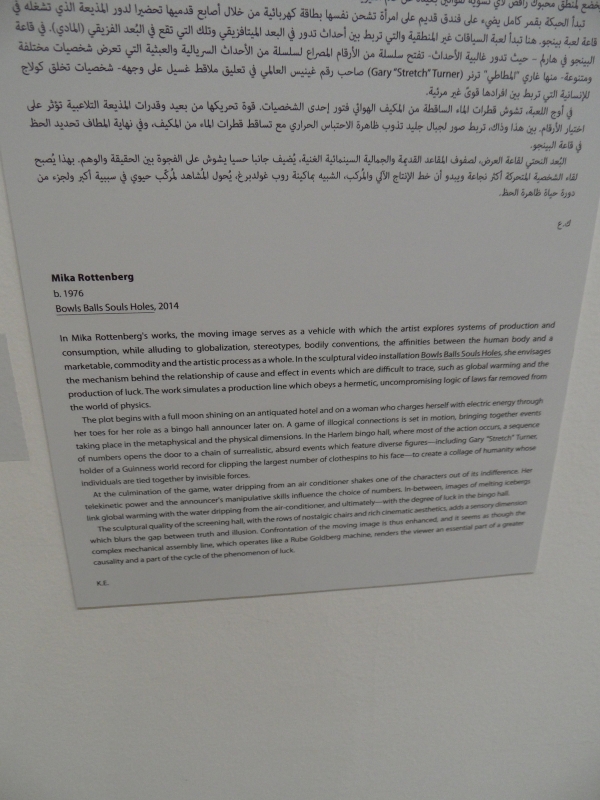 تبدأ الحبكة بقمر كامل يضيء على فندق قديم على امرأة تشحن نفسها بطاقة كهربائية من خلال أصابع قدميها تحضيرا لدور المذيعة الذي تشغله في
قاعة لعبة بينجو. هنا تبدأ لعبة السياقات غير المنطقية والتي تربط بين أحداث تدور في البعد الميتافزيقي وتلك التي تقع في البُعد الفزيقي (المادي). في قاعة
البينجو في هارلم – حيث تدور غالبية الأحداث- تفتح سلسلة من الأرقام المصراع لسلسلة من الأحداث السريالية والعبثية التي تعرض شخصيات مختلفة
ومتنوعة- منها غاري "المطاطي" ترنر (Gary "Stretch" Turner) صاحب رقم غينيس العالمي في تعليق ملاقط غسيل على وجهه- شخصيات تخلق كولاج
للإنسانية التي تربط بين افرادها قوىً غير مرئية.
في أوج اللعبة، تشوش قطرات الماء الساقطة من المكيف الهوائي فتور إحدى الشخصيات. قوة تحريكها من بعيد وقدرات المذيعة التلاعبية تؤثر على
اختيار الأرقام. بين هذا وذاك، تربط صور لجبال جليد تذوب ظاهرة الاحتباس الحراري مع تساقط قطرات الماء من المكيف، وفي نهاية المطاف تحديد الحظ
في قاعة البينجو.
البُعد النحتي لقاعة العرض، لصفوف المقاعد القديمة والجمالية السينمائية الغنية، يُضيف جانبا حسيا يشوش على الفجوة بين الحقيقة والوهم. بهذا يُصبح
لقاء الشخصية المتحركة أكثر نجاعة ويبدو أن خط الإنتاج الآلي والمُركب، الشبيه بماكينة روب غولدبرغ، يُحول المُشاهد لمُركّب حيوي في سببية أكبر ولجزء من
دورة حياة ظاهرة الحظ.
ك.ع
Mika Rottenberg
b. 1976
Bowls Balls Souls Holes, 2014
In Mika Rottenberg's works, the moving image serves as a vehicle with which the artist explores systems of production and
consumption, while alluding to globalization, stereotypes, bodily conventions, the affinities between the human body and a
marketable, commodity and the artistic process as a whole. In the sculptural video installation Bowls Balls Souls Holes, she envisages
the mechanism behind the relationship of cause and effect in events which are difficult to trace, such as global warming and the
production of luck. The work simulates a production line which obeys a hermetic, uncompromising logic of laws far removed from
the world of physics.
The plot begins with a full moon shining on an antiquated hotel and on a woman who charges herself with electric energy through
her toes for her role as a bingo hall announcer later on. A game of illogical connections is set in motion, bringing together events
taking place in the metaphysical and the physical dimensions. In the Harlem bingo hall, where most of the action occurs, a sequence
of numbers opens the door to a chain of surrealistic, absurd events which feature diverse figures—including Gary "Stretch" Turner,
holder of a Guinness world record for clipping the largest number of clothespins to his face—to create a collage of humanity whose
individuals are tied together by invisible forces.
At the culmination of the game, water dripping from an air conditioner shakes one of the characters out of its indifference. Her
telekinetic power and the announcer's manipulative skills influence the choice of numbers. In-between, images of melting icebergs
link global warming with the water dripping from the air-conditioner, and ultimately—with the degree of luck in the bingo hall.
The sculptural quality of the screening hall, with the rows of nostalgic chairs and rich cinematic aesthetics, adds a sensory dimension
which blurs the gap between truth and illusion. Confrontation of the moving image is thus enhanced, and it seems as though the
complex mechanical assembly line, which operates like a Rube Goldberg machine, renders the viewer an essential part of a greater
causality and a part of the cycle of the phenomenon of luck.
K.E.